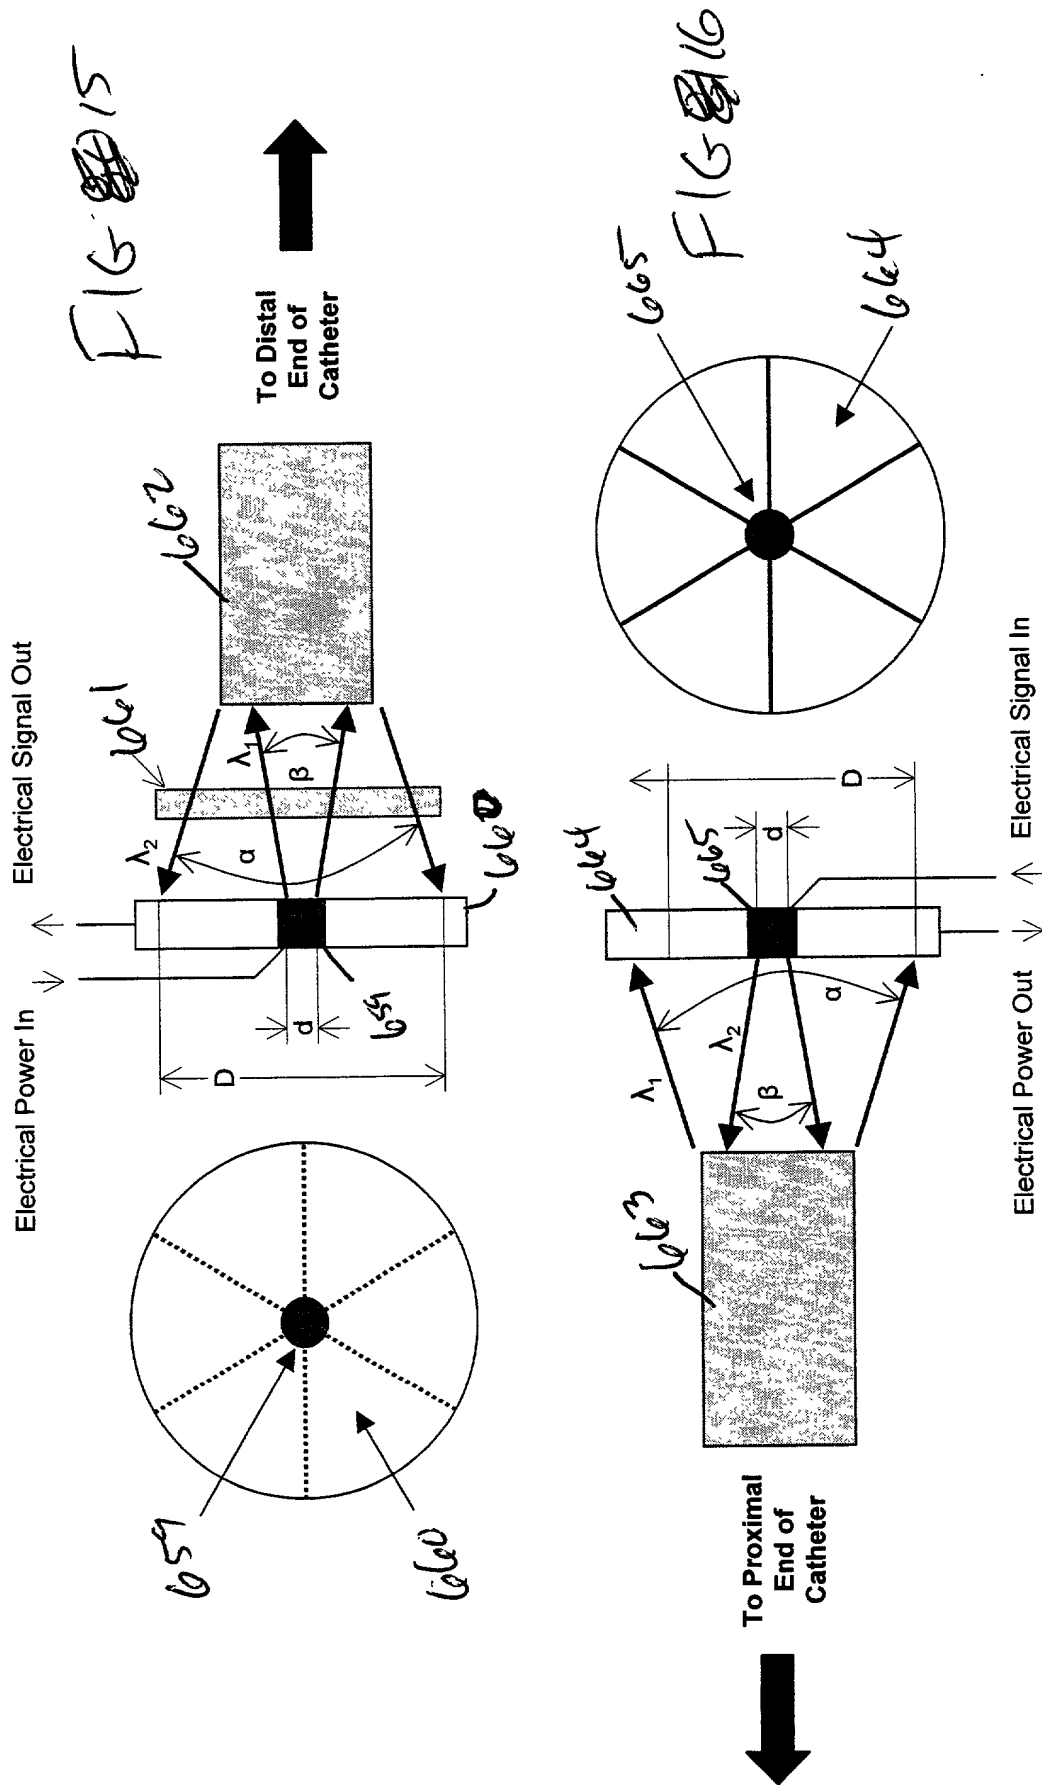 FIG 15
Electrical Power In
Electrical Signal Out
659
660
D
d
659
660
α
β
λ2
λ1
661
662
To Distal
End of
Catheter
FIG 16
To Proximal
End of
Catheter
663
λ1
λ2
β
α
664
665
d
D
Electrical Power Out
Electrical Signal In
665
664